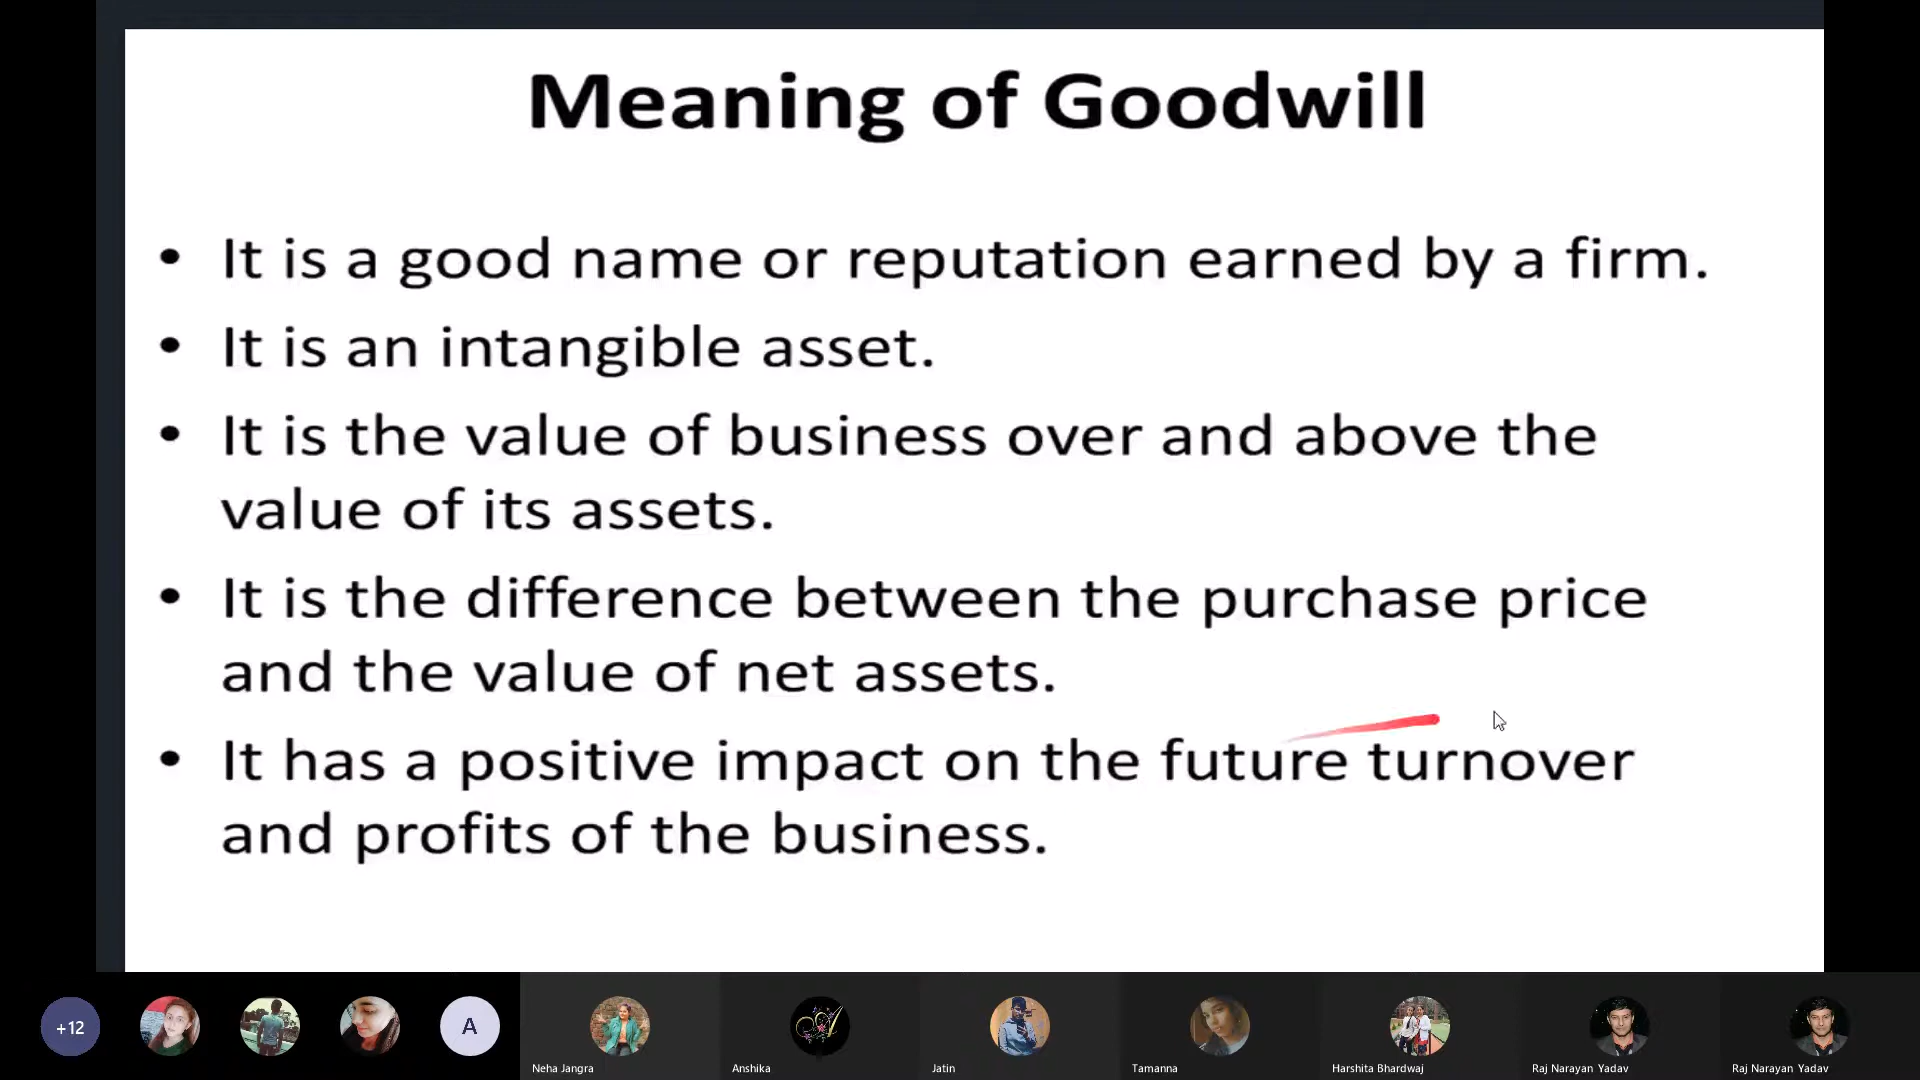 Meaning of Goodwill
• It is a good name or reputation earned by a firm.
• It is an intangible asset.
• It is the value of business over and above the
value of its assets.
• It is the difference between the purchase price
and the value of net assets.
• It has a positive impact on the future turnover
and profits of the business.
+12
A
Neha Jangra
Anshika
Jatin
Tamanna
Harshita Bhardwaj
Raj Narayan Yadav
Raj Narayan Yadav